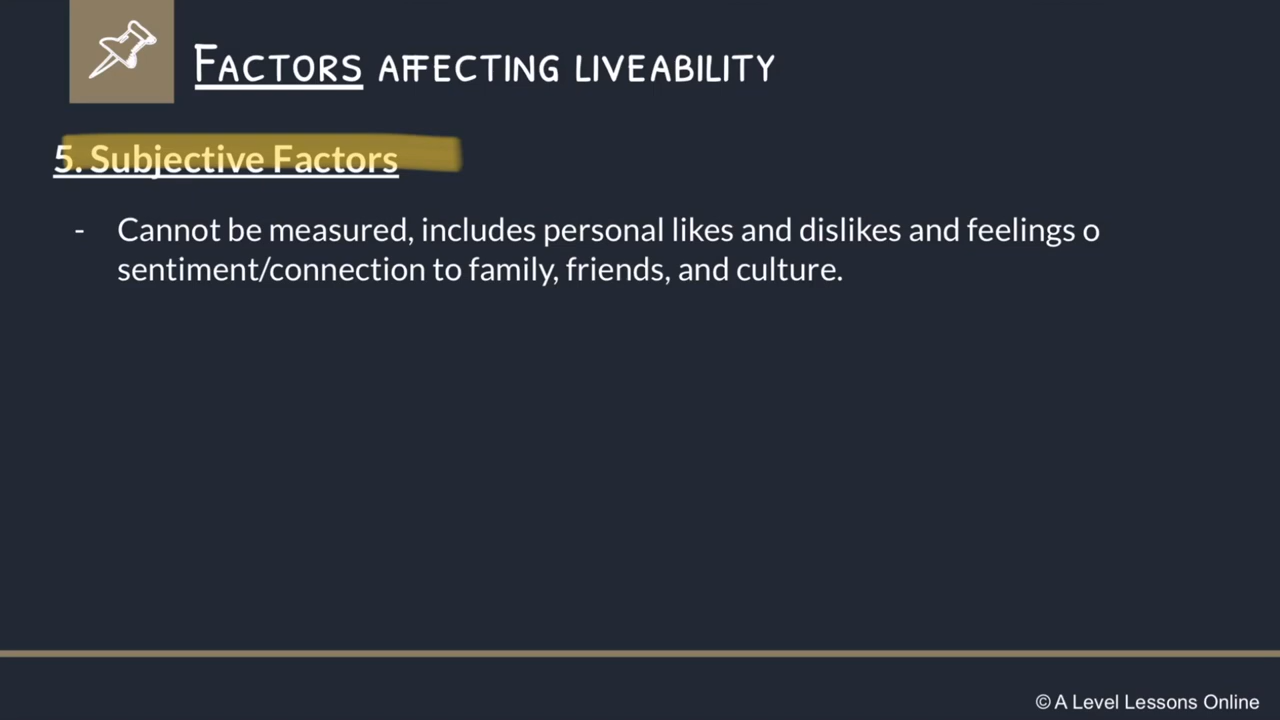 Factors affecting liveability
5. Subjective Factors
- Cannot be measured, includes personal likes and dislikes and feelings o
sentiment/connection to family, friends, and culture.
© A Level Lessons Online